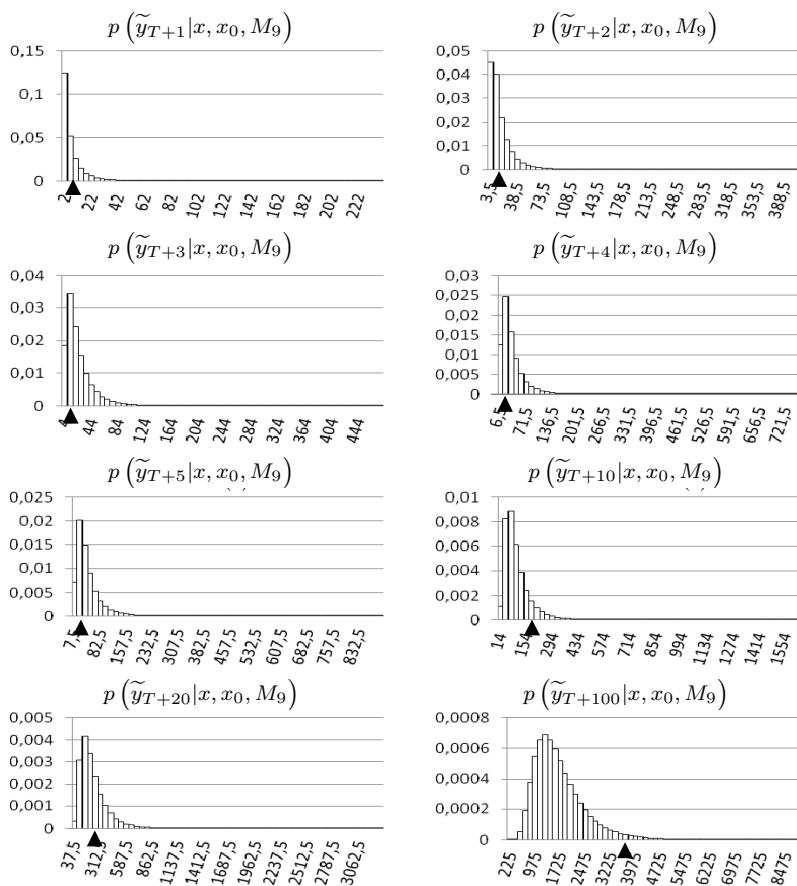 p (ỹ_{T+1}|x, x₀, M₉)
0,15
0,1
0,05
0
2 22 42 62 82 102 122 142 162 182 202 222
p (ỹ_{T+2}|x, x₀, M₉)
0,05
0,04
0,03
0,02
0,01
0
3,5 38,5 73,5 108,5 143,5 178,5 213,5 248,5 283,5 318,5 353,5 388,5
p (ỹ_{T+3}|x, x₀, M₉)
0,04
0,03
0,02
0,01
0
4 44 84 124 164 204 244 284 324 364 404 444
p (ỹ_{T+4}|x, x₀, M₉)
0,03
0,025
0,02
0,015
0,01
0,005
0
6,5 71,5 136,5 201,5 266,5 331,5 396,5 461,5 526,5 591,5 656,5 721,5
p (ỹ_{T+5}|x, x₀, M₉)
0,025
0,02
0,015
0,01
0,005
0
7,5 82,5 157,5 232,5 307,5 382,5 457,5 532,5 607,5 682,5 757,5 832,5
p (ỹ_{T+10}|x, x₀, M₉)
0,01
0,008
0,006
0,004
0,002
0
14 154 294 434 574 714 854 994 1134 1274 1414 1554
p (ỹ_{T+20}|x, x₀, M₉)
0,005
0,004
0,003
0,002
0,001
0
37,5 312,5 587,5 862,5 1137,5 1412,5 1687,5 1962,5 2237,5 2512,5 2787,5 3062,5
p (ỹ_{T+100}|x, x₀, M₉)
0,0008
0,0006
0,0004
0,0002
0
225 975 1725 2475 3225 3975 4725 5475 6225 6975 7725 8475